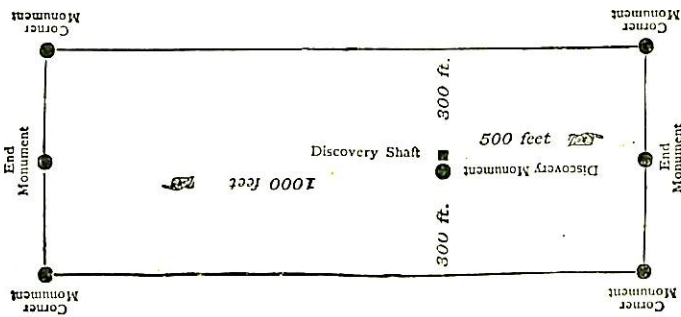 Corner
Monument
Corner
Monument
300 ft.
500 feet
End
Monument
Discovery Shaft
Discovery Monument
End
Monument
1000 feet
300 ft.
Corner
Monument
Corner
Monument